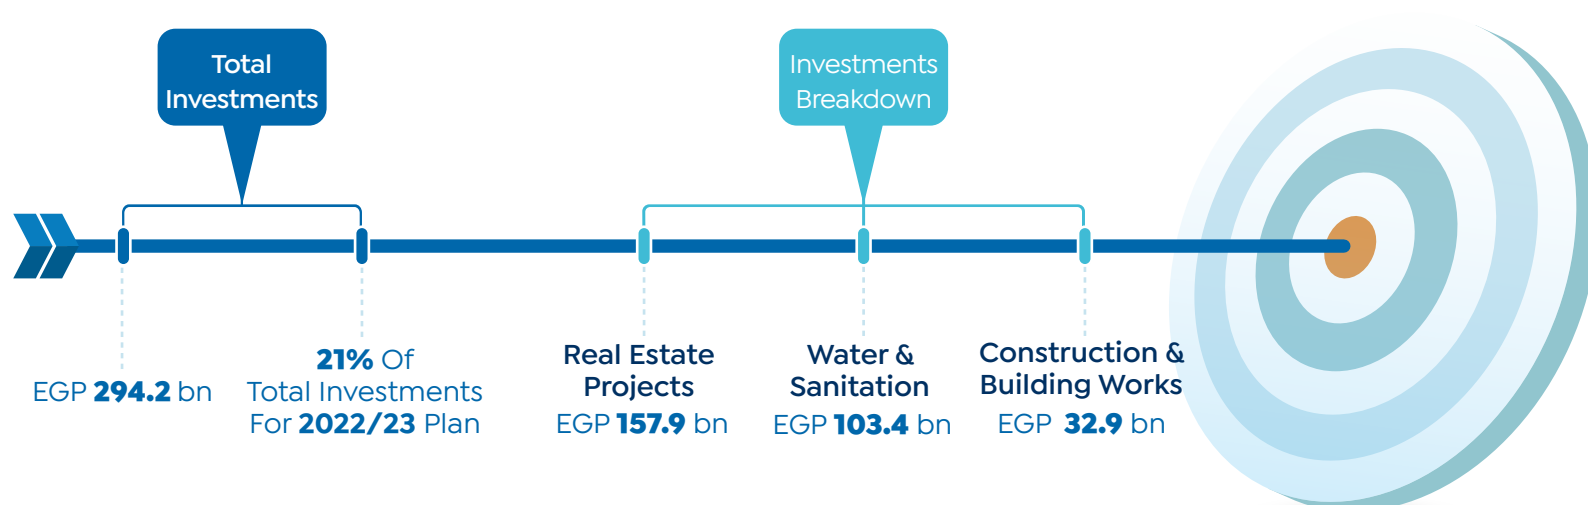 Total
Investments
Investments
Breakdown
EGP 294.2 bn
21% Of
Total Investments
For 2022/23 Plan
Real Estate
Projects
EGP 157.9 bn
Water &
Sanitation
EGP 103.4 bn
Construction &
Building Works
EGP 32.9 bn